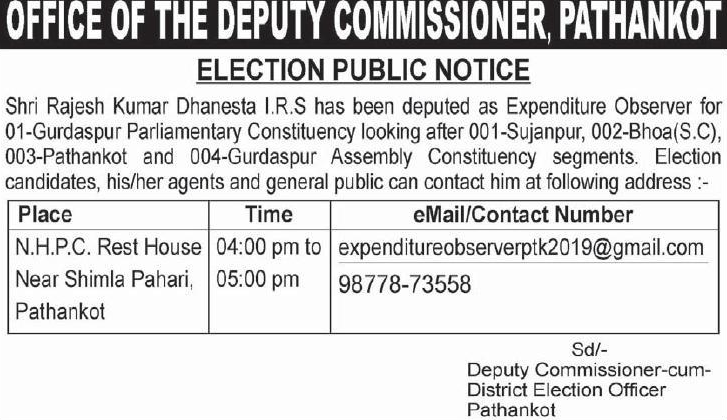 OFFICE OF THE DEPUTY COMMISSIONER, PATHANKOT
ELECTION PUBLIC NOTICE
Shri Rajesh Kumar Dhanesta I.R.S has been deputed as Expenditure Observer for
01-Gurdaspur Parliamentary Constituency looking after 001-Sujanpur, 002-Bhoa(S.C),
003-Pathankot and 004-Gurdaspur Assembly Constituency segments. Election
candidates, his/her agents and general public can contact him at following address :-
Place Time eMail/Contact Number
N.H.P.C. Rest House 04:00 pm to expenditureobserverptk2019@gmail.com
Near Shimla Pahari, 05:00 pm 98778-73558
Pathankot
Sd/-
Deputy Commissioner-cum-
District Election Officer
Pathankot